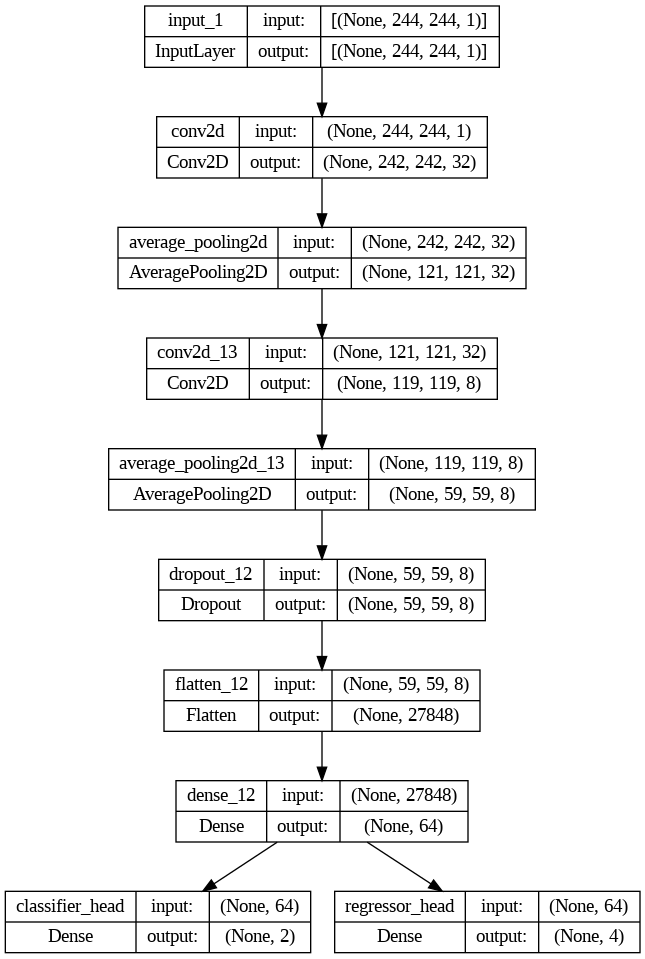 input_1 input: [(None, 244, 244, 1)]
InputLayer output: [(None, 244, 244, 1)]
conv2d input: (None, 244, 244, 1)
Conv2D output: (None, 242, 242, 32)
average_pooling2d input: (None, 242, 242, 32)
AveragePooling2D output: (None, 121, 121, 32)
conv2d_13 input: (None, 121, 121, 32)
Conv2D output: (None, 119, 119, 8)
average_pooling2d_13 input: (None, 119, 119, 8)
AveragePooling2D output: (None, 59, 59, 8)
dropout_12 input: (None, 59, 59, 8)
Dropout output: (None, 59, 59, 8)
flatten_12 input: (None, 59, 59, 8)
Flatten output: (None, 27848)
dense_12 input: (None, 27848)
Dense output: (None, 64)
classifier_head input: (None, 64)
Dense output: (None, 2)
regressor_head input: (None, 64)
Dense output: (None, 4)